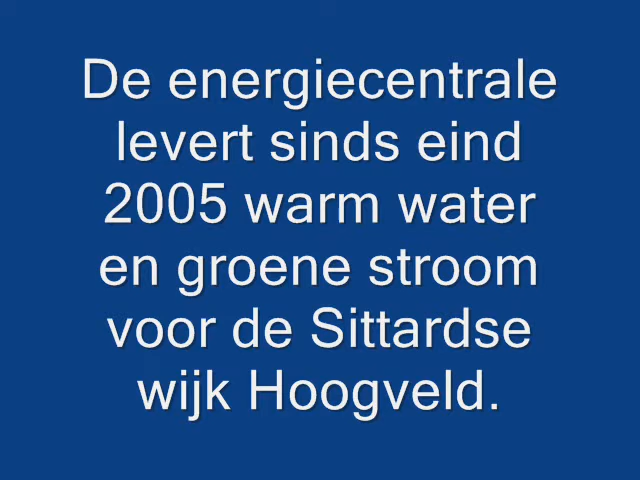 De energiecentrale
levert sinds eind
2005 warm water
en groene stroom
voor de Sittardse
wijk Hoogveld.